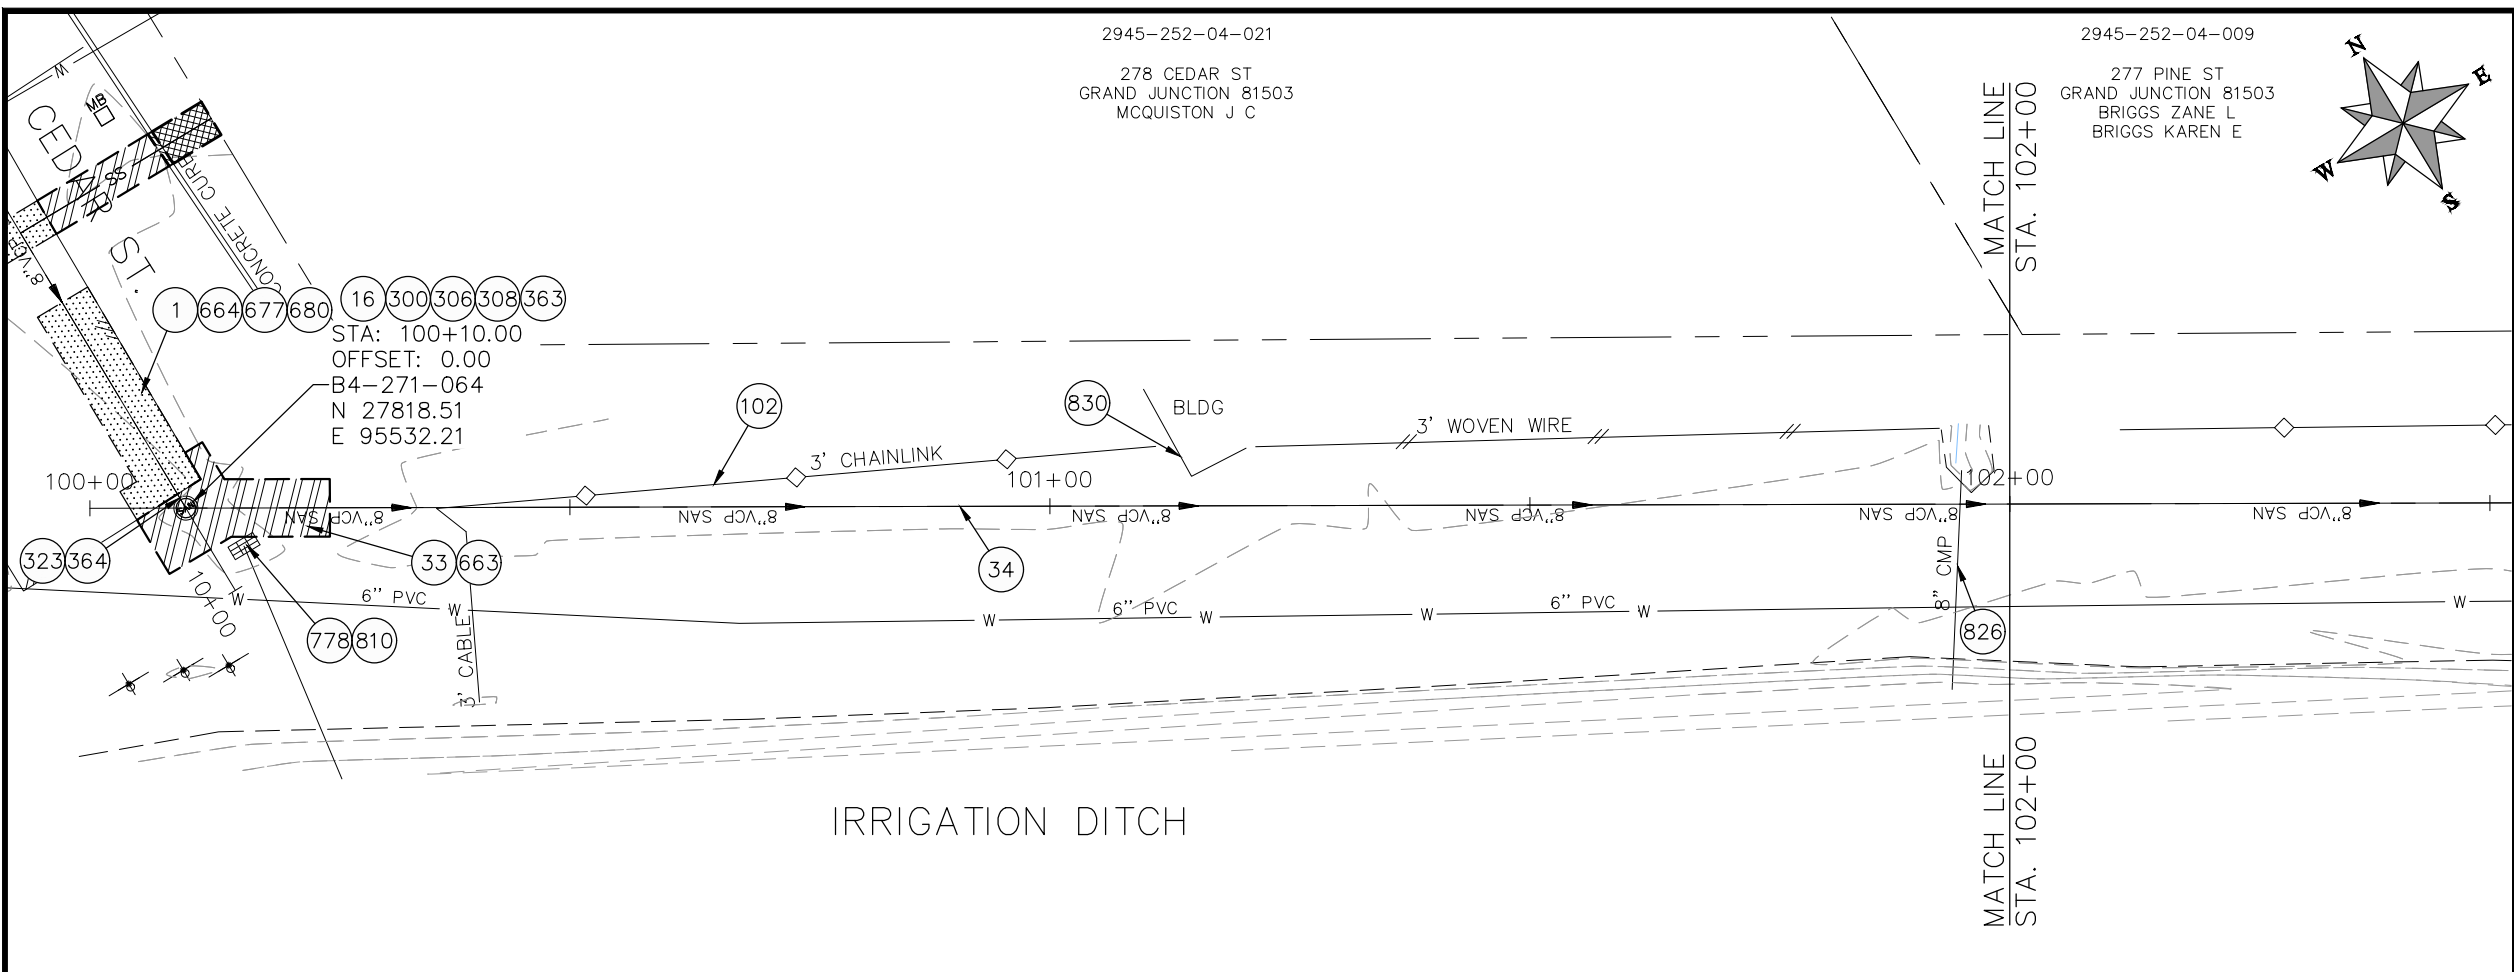 2945-252-04-021
278 CEDAR ST
GRAND JUNCTION 81503
MCQUISTON J C
2945-252-04-009
277 PINE ST
GRAND JUNCTION 81503
BRIGGS ZANE L
BRIGGS KAREN E
N
E
W
S
MATCH LINE
STA. 102+00
W
MB
CEDAR ST.
SS
CONCRETE CURB
8"VCP
1 664 677 680
16 300 306 308 363
STA: 100+10.00
OFFSET: 0.00
B4-271-064
N 27818.51
E 95532.21
102
830
BLDG
3' WOVEN WIRE
3' CHAINLINK
100+00
101+00
102+00
8"VCP SAN
8"VCP SAN
8"VCP SAN
8"VCP SAN
8"VCP SAN
8"VCP SAN
323 364
33 663
34
8" CMP
10+00
W
6" PVC
W
W
6" PVC
W
W
6" PVC
W
W
778 810
3' CABLE
826
IRRIGATION DITCH
MATCH LINE
STA. 102+00